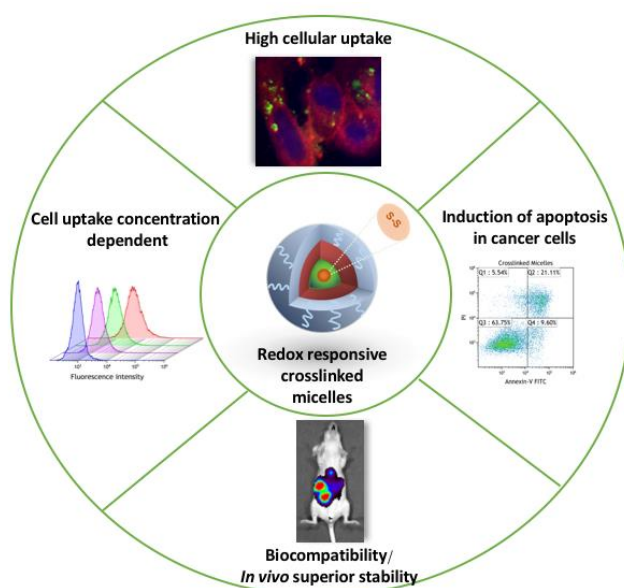 High cellular uptake
Cell uptake concentration
dependent
Fluorescence Intensity
S-S
Redox responsive
crosslinked
micelles
Induction of apoptosis
in cancer cells
Crosslinked Micelles
Q1 : 5.54% Q2 : 21.11%
PI
Q3 : 63.75% Q4 : 9.60%
Annexin-V FITC
Biocompatibility/
In vivo superior stability